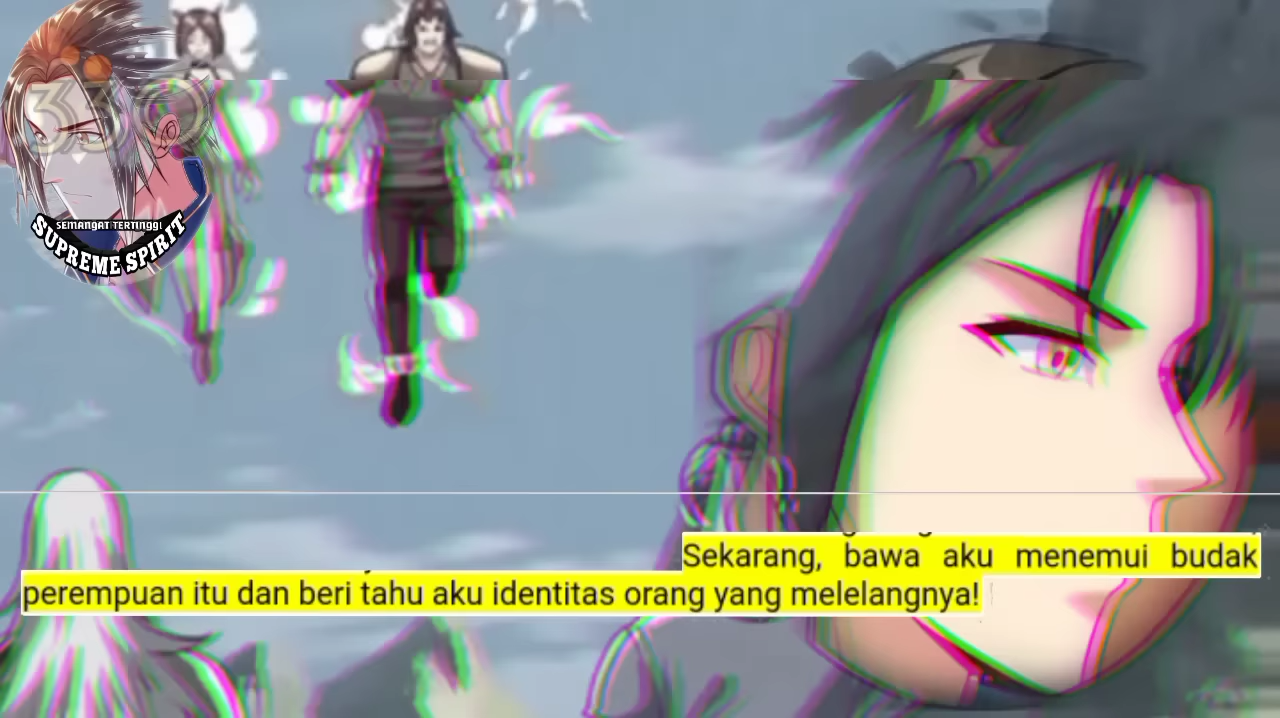 SEMANGAT TERTINGGI
SUPREME SPIRIT
Sekarang, bawa aku menemui budak
perempuan itu dan beri tahu aku identitas orang yang melelangnya!